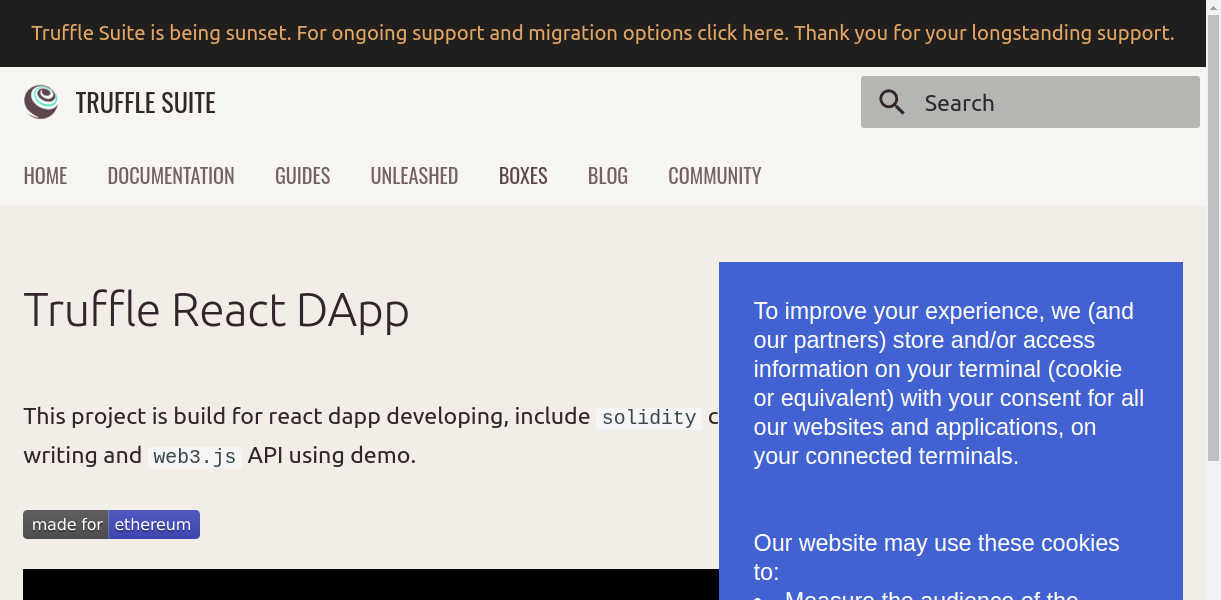 Truffle Suite is being sunset. For ongoing support and migration options click here. Thank you for your longstanding support.
TRUFFLE SUITE
Search
HOME DOCUMENTATION GUIDES UNLEASHED BOXES BLOG COMMUNITY
Truffle React DApp
This project is build for react dapp developing, include solidity c
writing and web3.js API using demo.
made for ethereum
To improve your experience, we (and
our partners) store and/or access
information on your terminal (cookie
or equivalent) with your consent for all
our websites and applications, on
your connected terminals.
Our website may use these cookies
to:
• Measure the audience of the